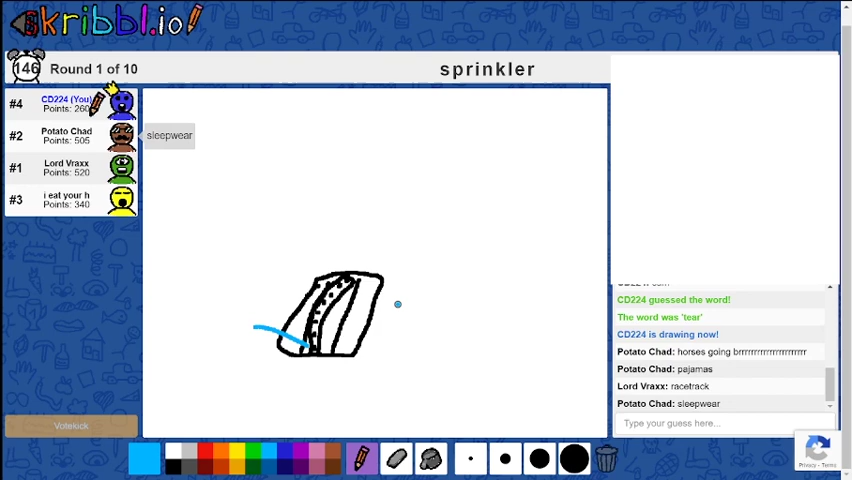 skribbl.io
146
Round 1 of 10
sprinkler
#4
CD224 (You)
Points: 260
#2
Potato Chad
Points: 505
sleepwear
#1
Lord Vraxx
Points: 520
#3
i eat your h
Points: 340
CD224 guessed the word!
The word was 'tear'
CD224 is drawing now!
Potato Chad: horses going brrrrrrrrrrrrrrrrrrrrrr
Potato Chad: pajamas
Lord Vraxx: racetrack
Potato Chad: sleepwear
Votekick
Type your guess here...
Privacy - Terms